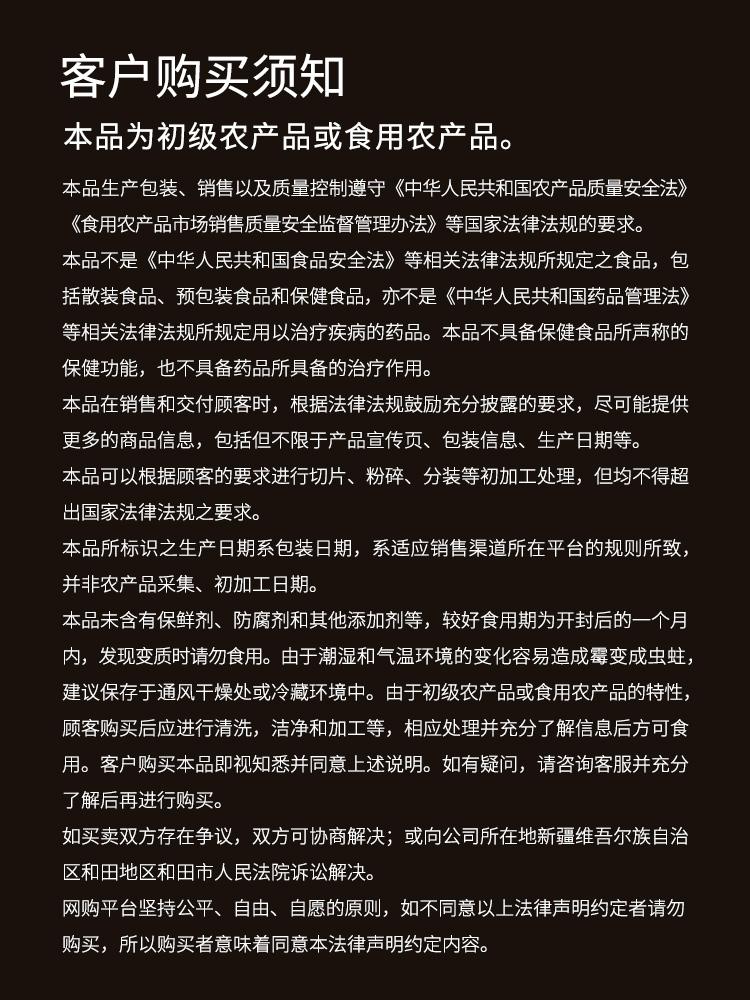 客户购买须知
本品为初级农产品或食用农产品。
本品生产包装、销售以及质量控制遵守《中华人民共和国农产品质量安全法》
《食用农产品市场销售质量安全监督管理办法》等国家法律法规的要求。
本品不是《中华人民共和国食品安全法》等相关法律法规所规定之食品，包
括散装食品、预包装食品和保健食品，亦不是《中华人民共和国药品管理法》
等相关法律法规所规定用以治疗疾病的药品。本品不具备保健食品所声称的
保健功能，也不具备药品所具备的治疗作用。
本品在销售和交付顾客时，根据法律法规鼓励充分披露的要求，尽可能提供
更多的商品信息，包括但不限于产品宣传页、包装信息、生产日期等。
本品可以根据顾客的要求进行切片、粉碎、分装等初加工处理，但均不得超
出国家法律法规之要求。
本品所标识之生产日期系包装日期，系适应销售渠道所在平台的规则所致，
并非农产品采集、初加工日期。
本品未含有保鲜剂、防腐剂和其他添加剂等，较好食用期为开封后的一个月
内，发现变质时请勿食用。由于潮湿和气温环境的变化容易造成霉变或虫蛀，
建议保存于通风干燥处或冷藏环境中。由于初级农产品或食用农产品的特性，
顾客购买后应进行清洗，洁净和加工等，相应处理并充分了解信息后方可食
用。客户购买本品即视知悉并同意上述说明。如有疑问，请咨询客服并充分
了解后再进行购买。
如买卖双方存在争议，双方可协商解决；或向公司所在地新疆维吾尔族自治
区和田地区和田市人民法院诉讼解决。
网购平台坚持公平、自由、自愿的原则，如不同意以上法律声明约定者请勿
购买，所以购买者意味着同意本法律声明约定内容。